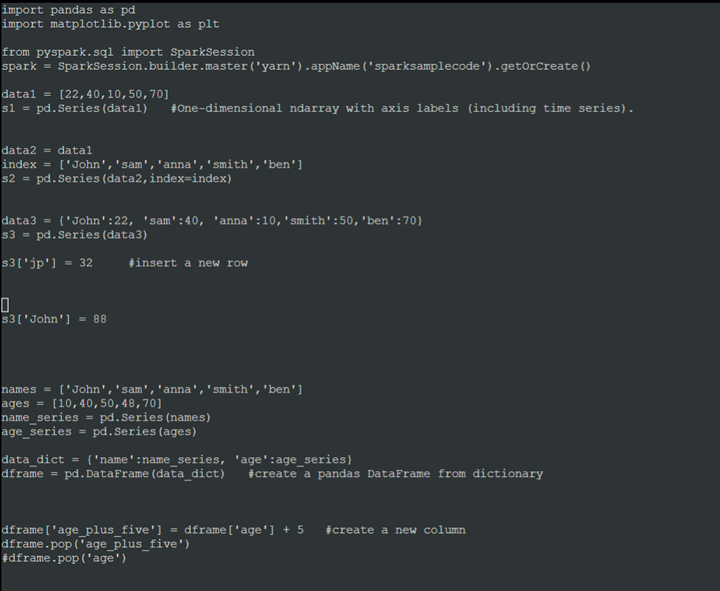 import pandas as pd
import matplotlib.pyplot as plt
from pyspark.sql import SparkSession
spark = SparkSession.builder.master('yarn').appName('sparksamplecode').getOrCreate()
data1 = [22,40,10,50,70]
s1 = pd.Series(data1)   #One-dimensional ndarray with axis labels (including time series).
data2 = data1
index = ['John','sam','anna','smith','ben']
s2 = pd.Series(data2,index=index)
data3 = {'John':22, 'sam':40, 'anna':10,'smith':50,'ben':70}
s3 = pd.Series(data3)
s3['jp'] = 32     #insert a new row
s3['John'] = 88
names = ['John','sam','anna','smith','ben']
ages = [10,40,50,48,70]
name_series = pd.Series(names)
age_series = pd.Series(ages)
data_dict = {'name':name_series, 'age':age_series}
dframe = pd.DataFrame(data_dict)   #create a pandas DataFrame from dictionary
dframe['age_plus_five'] = dframe['age'] + 5   #create a new column
dframe.pop('age_plus_five')
#dframe.pop('age')